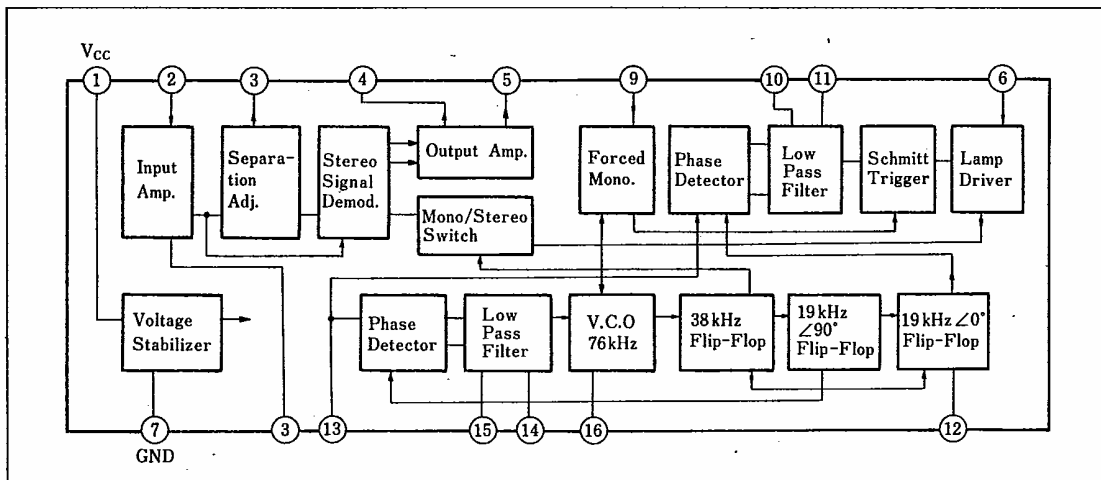 VCC
1 2 3 4 5 9 10 11 6
Input
Amp.
Separa-
tion
Adj.
Stereo
Signal
Demod.
Output Amp.
Mono/Stereo
Switch
Forced
Mono.
Phase
Detector
Low
Pass
Filter
Schmitt
Trigger
Lamp
Driver
Voltage
Stabilizer
Phase
Detector
Low
Pass
Filter
V.C.O
76kHz
38kHz
Flip-Flop
19kHz
∠90°
Flip-Flop
19kHz ∠0°
Flip-Flop
7 3 13 15 14 16 12
GND